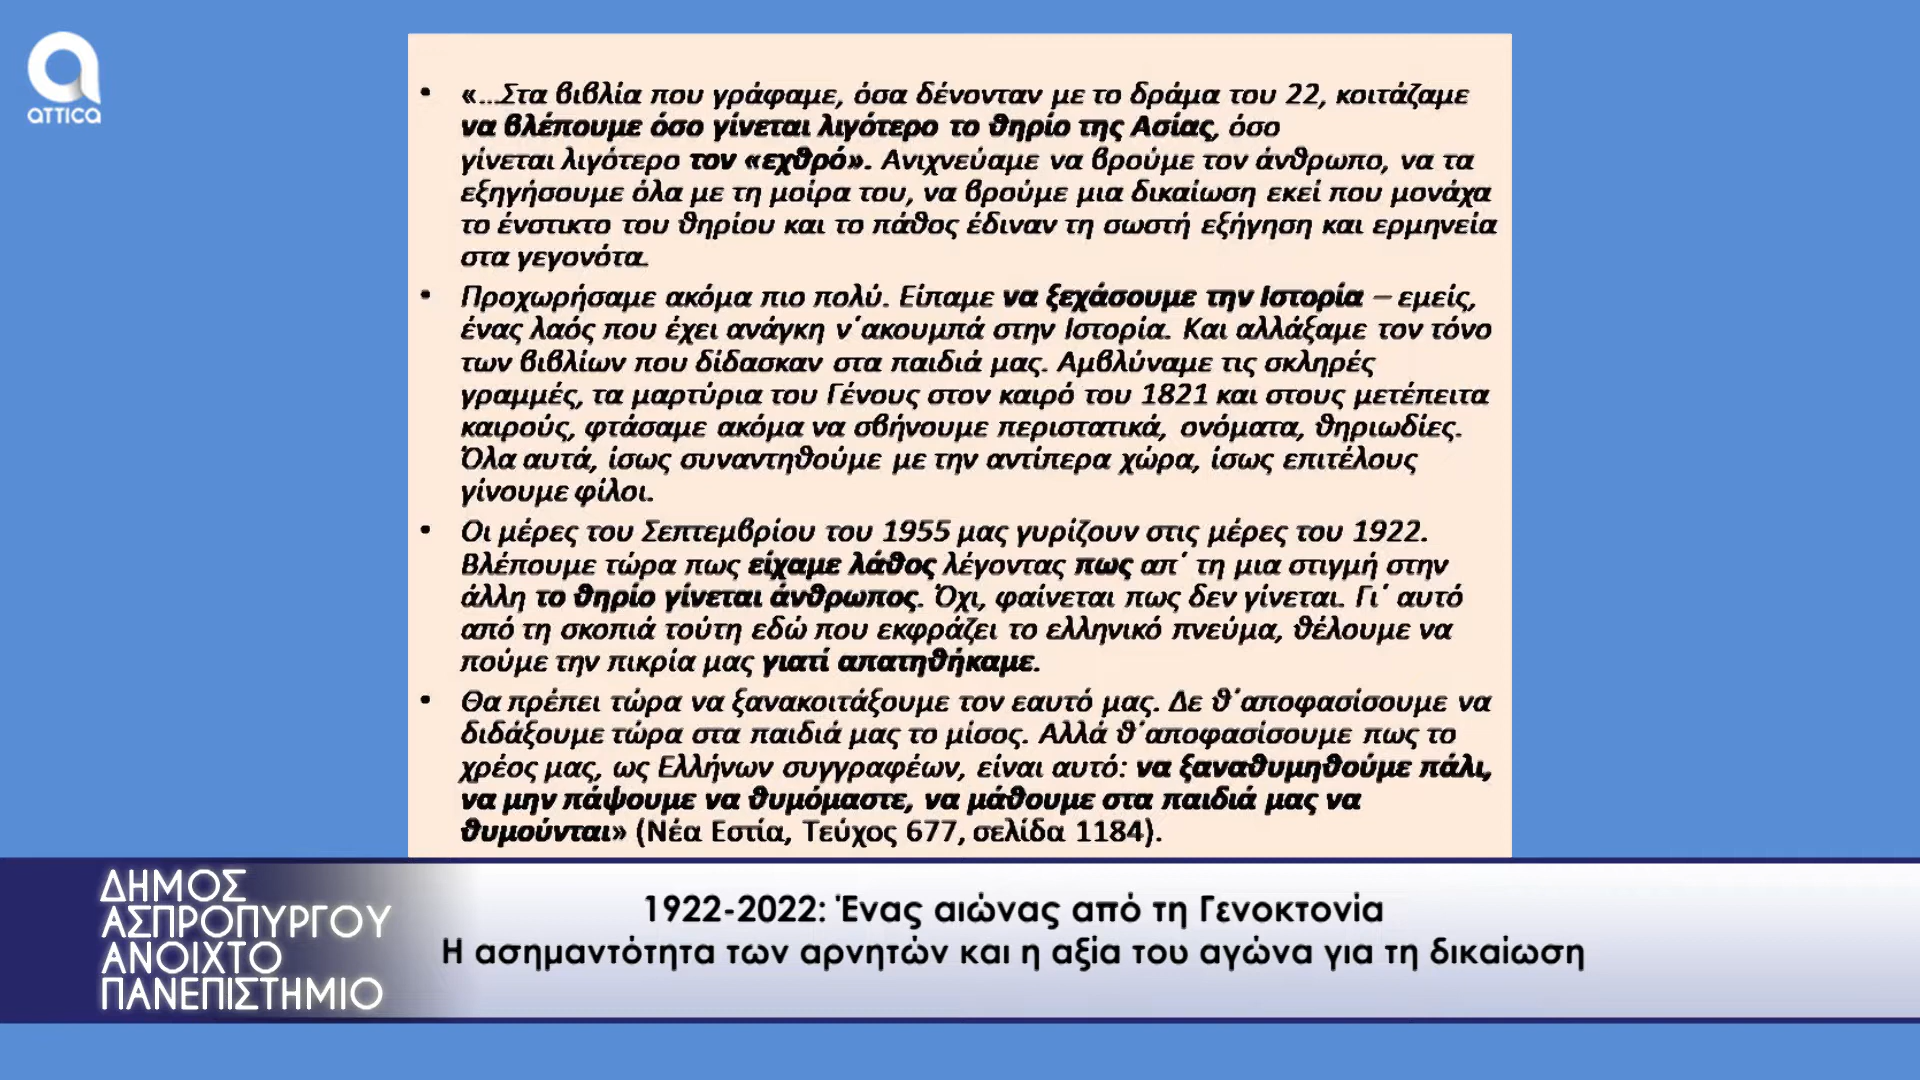 attica
• «...Στα βιβλία που γράφαμε, όσα δένονταν με το δράμα του 22, κοιτάζαμε
να βλέπουμε όσο γίνεται λιγότερο το θηρίο της Ασίας, όσο
γίνεται λιγότερο τον «εχθρό». Ανιχνεύαμε να βρούμε τον άνθρωπο, να τα
εξηγήσουμε όλα με τη μοίρα του, να βρούμε μια δικαίωση εκεί που μονάχα
το ένστικτο του θηρίου και το πάθος έδιναν τη σωστή εξήγηση και ερμηνεία
στα γεγονότα.
• Προχωρήσαμε ακόμα πιο πολύ. Είπαμε να ξεχάσουμε την Ιστορία – εμείς,
ένας λαός που έχει ανάγκη ν΄ακουμπά στην Ιστορία. Και αλλάξαμε τον τόνο
των βιβλίων που δίδασκαν στα παιδιά μας. Αμβλύναμε τις σκληρές
γραμμές, τα μαρτύρια του Γένους στον καιρό του 1821 και στους μετέπειτα
καιρούς, φτάσαμε ακόμα να σβήνουμε περιστατικά, ονόματα, θηριωδίες.
Όλα αυτά, ίσως συναντηθούμε με την αντίπερα χώρα, ίσως επιτέλους
γίνουμε φίλοι.
• Οι μέρες του Σεπτεμβρίου του 1955 μας γυρίζουν στις μέρες του 1922.
Βλέπουμε τώρα πως είχαμε λάθος λέγοντας πως απ΄ τη μια στιγμή στην
άλλη το θηρίο γίνεται άνθρωπος. Όχι, φαίνεται πως δεν γίνεται. Γι΄ αυτό
από τη σκοπιά τούτη εδώ που εκφράζει το ελληνικό πνεύμα, θέλουμε να
πούμε την πικρία μας γιατί απατηθήκαμε.
• Θα πρέπει τώρα να ξανακοιτάξουμε τον εαυτό μας. Δε θ΄αποφασίσουμε να
διδάξουμε τώρα στα παιδιά μας το μίσος. Αλλά θ΄αποφασίσουμε πως το
χρέος μας, ως Ελλήνων συγγραφέων, είναι αυτό: να ξαναθυμηθούμε πάλι,
να μην πάψουμε να θυμόμαστε, να μάθουμε στα παιδιά μας να
θυμούνται» (Νέα Εστία, Τεύχος 677, σελίδα 1184).
ΔΗΜΟΣ
ΑΣΠΡΟΠΥΡΓΟΥ
ΑΝΟΙΧΤΟ
ΠΑΝΕΠΙΣΤΗΜΙΟ
1922-2022: Ένας αιώνας από τη Γενοκτονία
Η ασημαντότητα των αρνητών και η αξία του αγώνα για τη δικαίωση